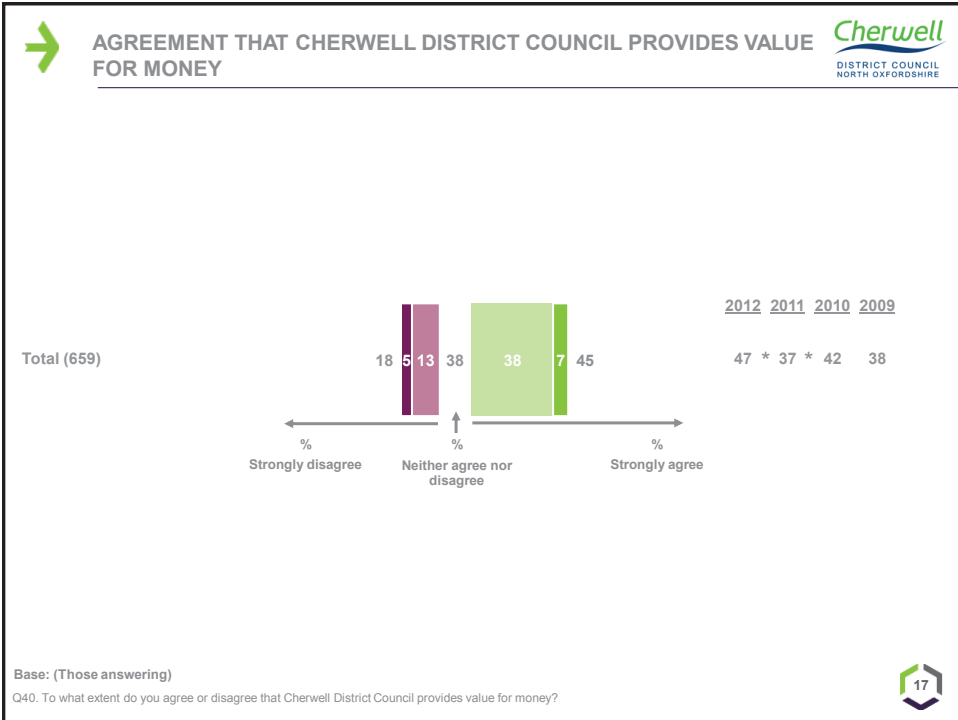 AGREEMENT THAT CHERWELL DISTRICT COUNCIL PROVIDES VALUE
FOR MONEY
Cherwell
DISTRICT COUNCIL
NORTH OXFORDSHIRE
2012 2011 2010 2009
Total (659) 18 5 13 38 38 7 45 47 * 37 * 42 38
% % %
Strongly disagree Neither agree nor Strongly agree
disagree
Base: (Those answering)
Q40. To what extent do you agree or disagree that Cherwell District Council provides value for money?
17